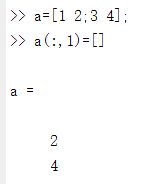 >> a=[1 2;3 4];
>> a(:,1)=[]
a =
2
4